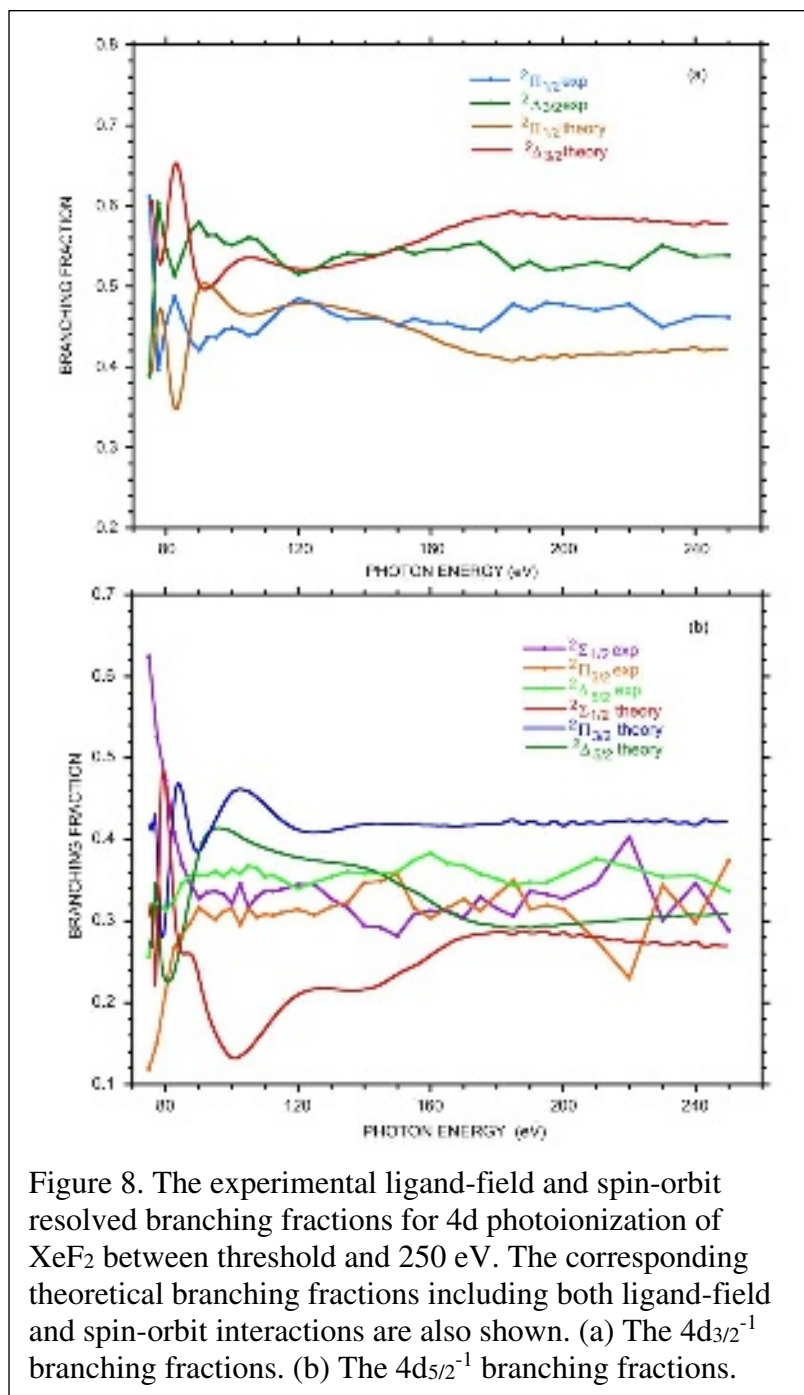 0.8
(a)
²Π₁/₂ exp
²Δ₃/₂ exp
²Π₁/₂ theory
²Δ₃/₂ theory
0.7
0.6
0.5
0.4
0.3
0.2
BRANCHING FRACTION
80 120 160 200 240
PHOTON ENERGY (eV)
0.7
(b)
²Σ₁/₂ exp
²Π₃/₂ exp
²Δ₅/₂ exp
²Σ₁/₂ theory
²Π₃/₂ theory
²Δ₅/₂ theory
0.6
0.5
0.4
0.3
0.2
0.1
BRANCHING FRACTION
80 120 160 200 240
PHOTON ENERGY (eV)
Figure 8. The experimental ligand-field and spin-orbit
resolved branching fractions for 4d photoionization of
XeF₂ between threshold and 250 eV. The corresponding
theoretical branching fractions including both ligand-field
and spin-orbit interactions are also shown. (a) The 4d₃/₂⁻¹
branching fractions. (b) The 4d₅/₂⁻¹ branching fractions.